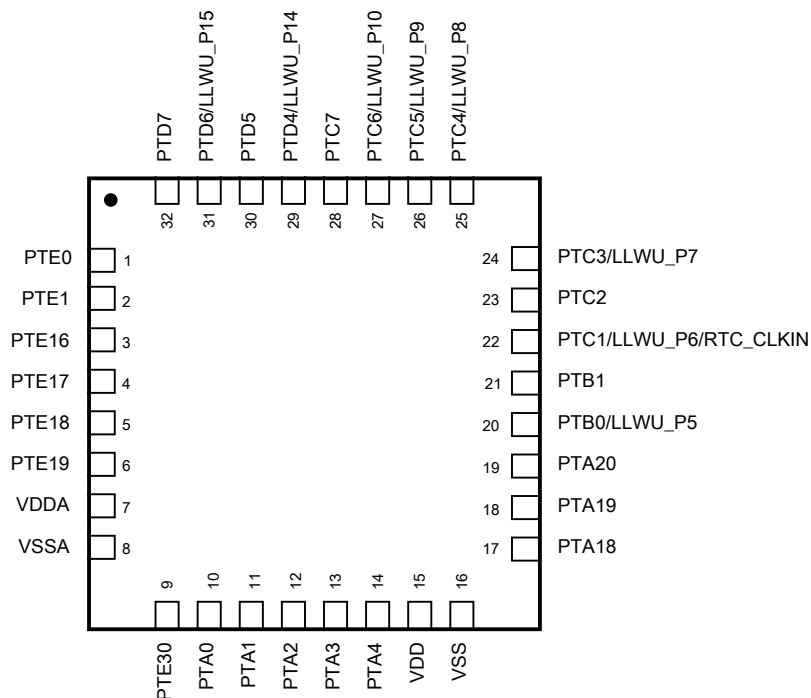 PTD7
PTD6/LLWU_P15
PTD5
PTD4/LLWU_P14
PTC7
PTC6/LLWU_P10
PTC5/LLWU_P9
PTC4/LLWU_P8
32
31
30
29
28
27
26
25
PTE0 1
PTE1 2
PTE16 3
PTE17 4
PTE18 5
PTE19 6
VDDA 7
VSSA 8
24 PTC3/LLWU_P7
23 PTC2
22 PTC1/LLWU_P6/RTC_CLKIN
21 PTB1
20 PTB0/LLWU_P5
19 PTA20
18 PTA19
17 PTA18
9
10
11
12
13
14
15
16
PTE30
PTA0
PTA1
PTA2
PTA3
PTA4
VDD
VSS